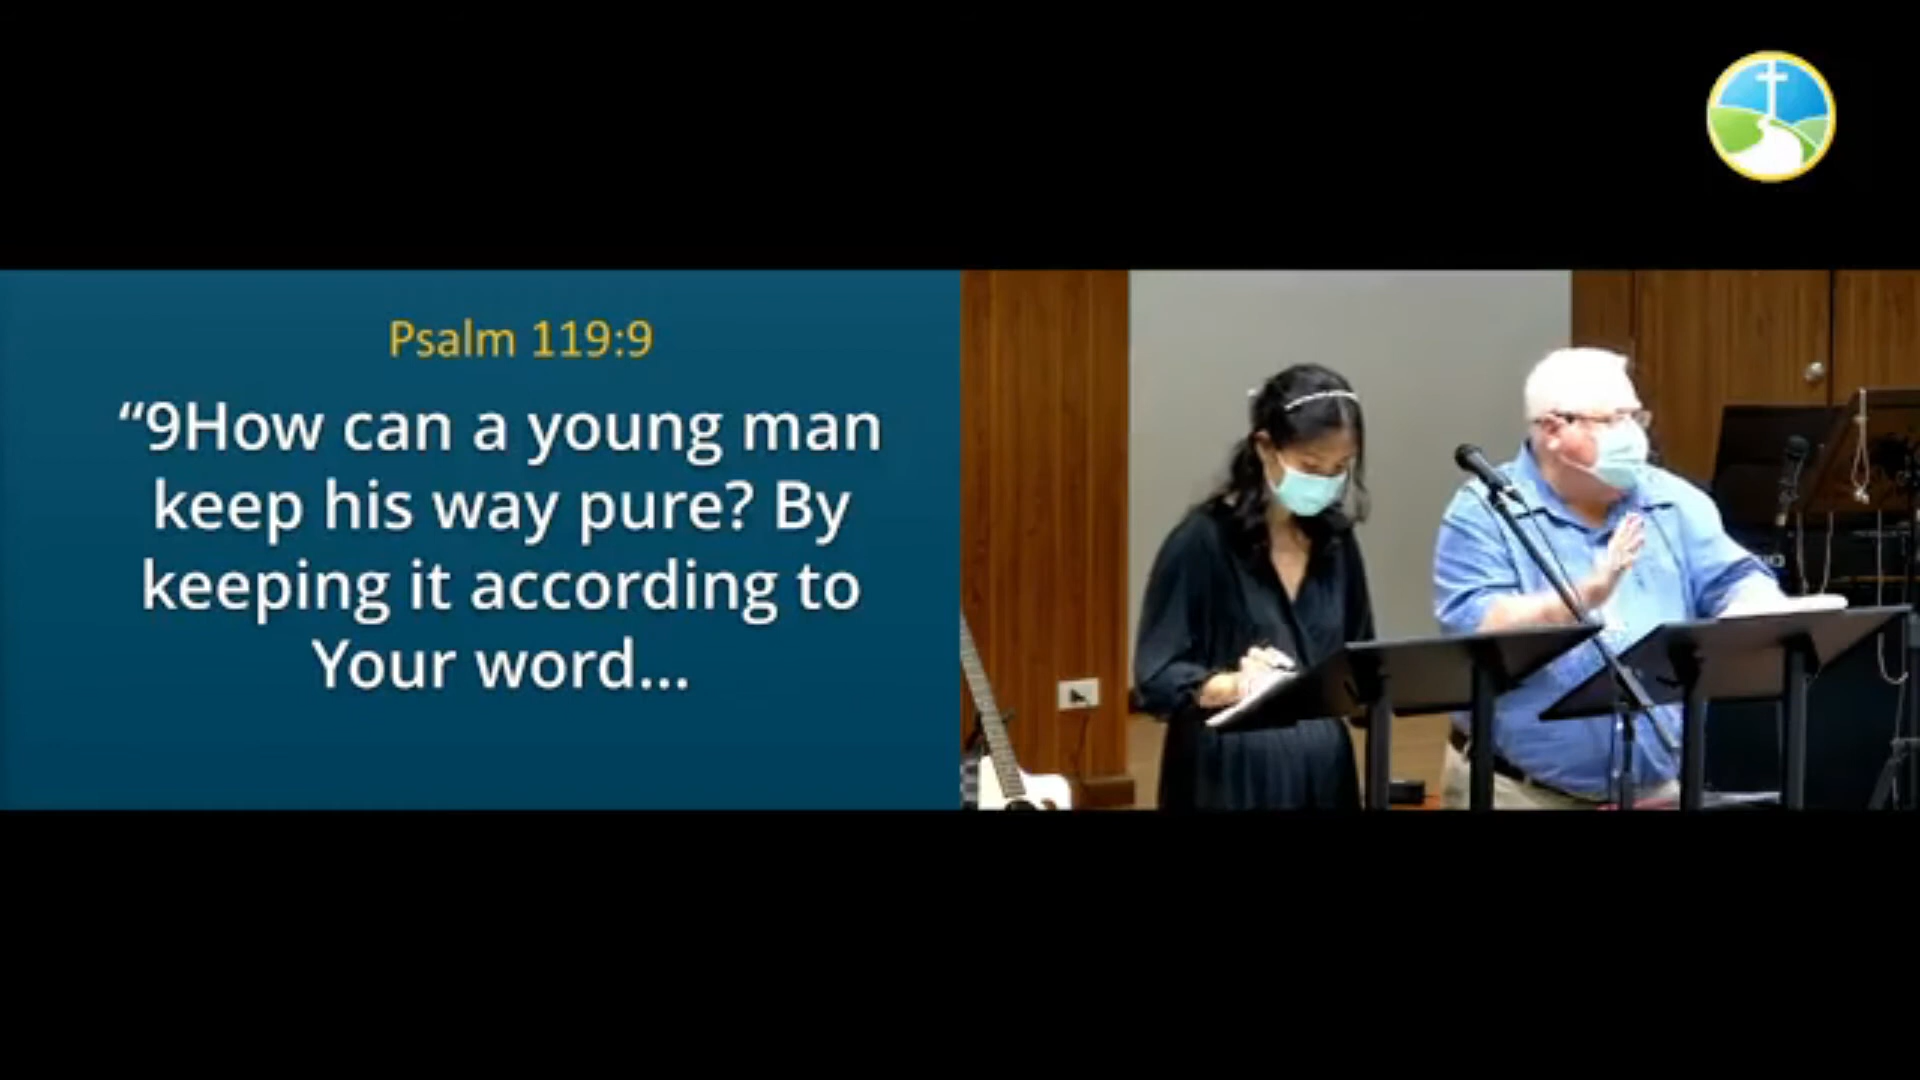 Psalm 119:9
“9How can a young man
keep his way pure? By
keeping it according to
Your word...